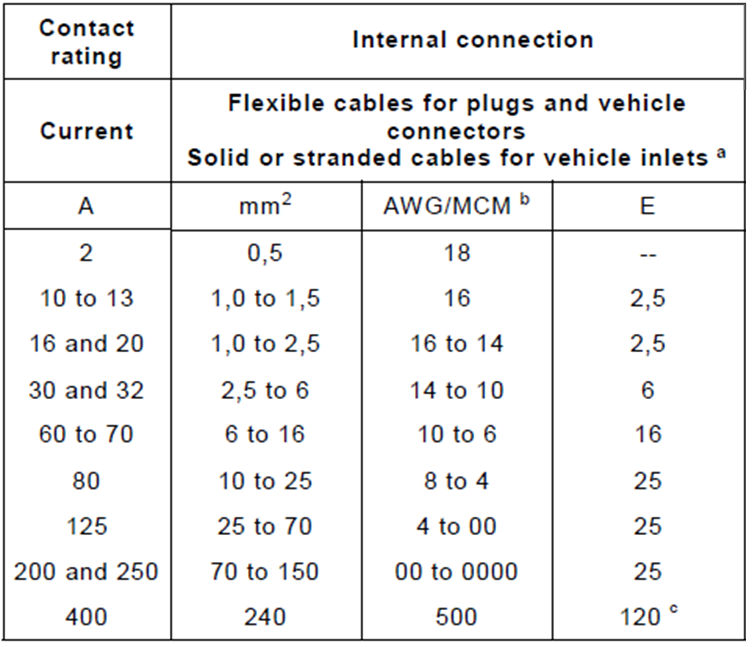 Contact rating Internal connection
Current Flexible cables for plugs and vehicle connectors
Solid or stranded cables for vehicle inlets a
A mm2 AWG/MCM b E
2 0,5 18 --
10 to 13 1,0 to 1,5 16 2,5
16 and 20 1,0 to 2,5 16 to 14 2,5
30 and 32 2,5 to 6 14 to 10 6
60 to 70 6 to 16 10 to 6 16
80 10 to 25 8 to 4 25
125 25 to 70 4 to 00 25
200 and 250 70 to 150 00 to 0000 25
400 240 500 120 c